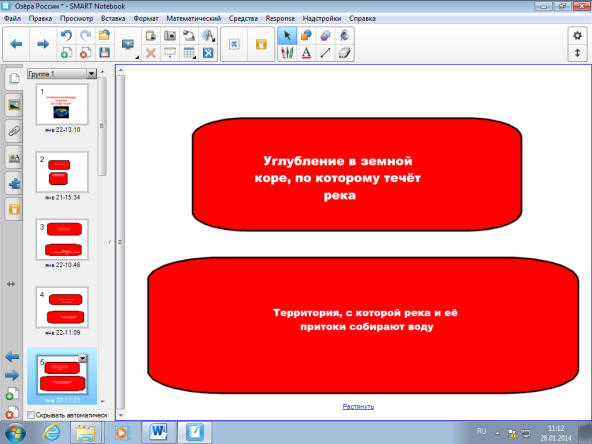 Озёра России * - SMART Notebook
Файл Правка Просмотр Вставка Формат Математический Средства Response Надстройки Справка
Группа 1
1
янв 22-13:10
2
янв 21-15:34
3
янв 22-10:46
4
янв 22-11:09
5
янв 22-11:21
Скрывать автоматичеси
Углубление в земной
коре, по которому течёт
река
Территория, с которой река и её
притоки собирают воду
Растянуть
RU
11:12
28.01.2014